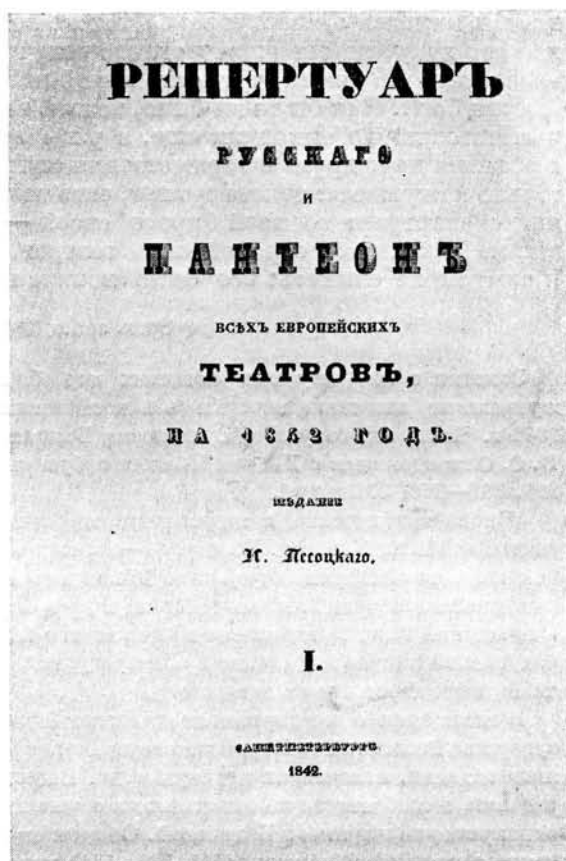 РЕПЕРТУАРЪ
РУССКАГО
И
ПАНТЕОНЪ
ВСѢХЪ ЕВРОПЕЙСКИХЪ
ТЕАТРОВЪ,
НА 1842 ГОДЪ.
ИЗДАНІЕ
И. Песоцкаго.
I.
САНКТПЕТЕРБУРГЪ.
1842.